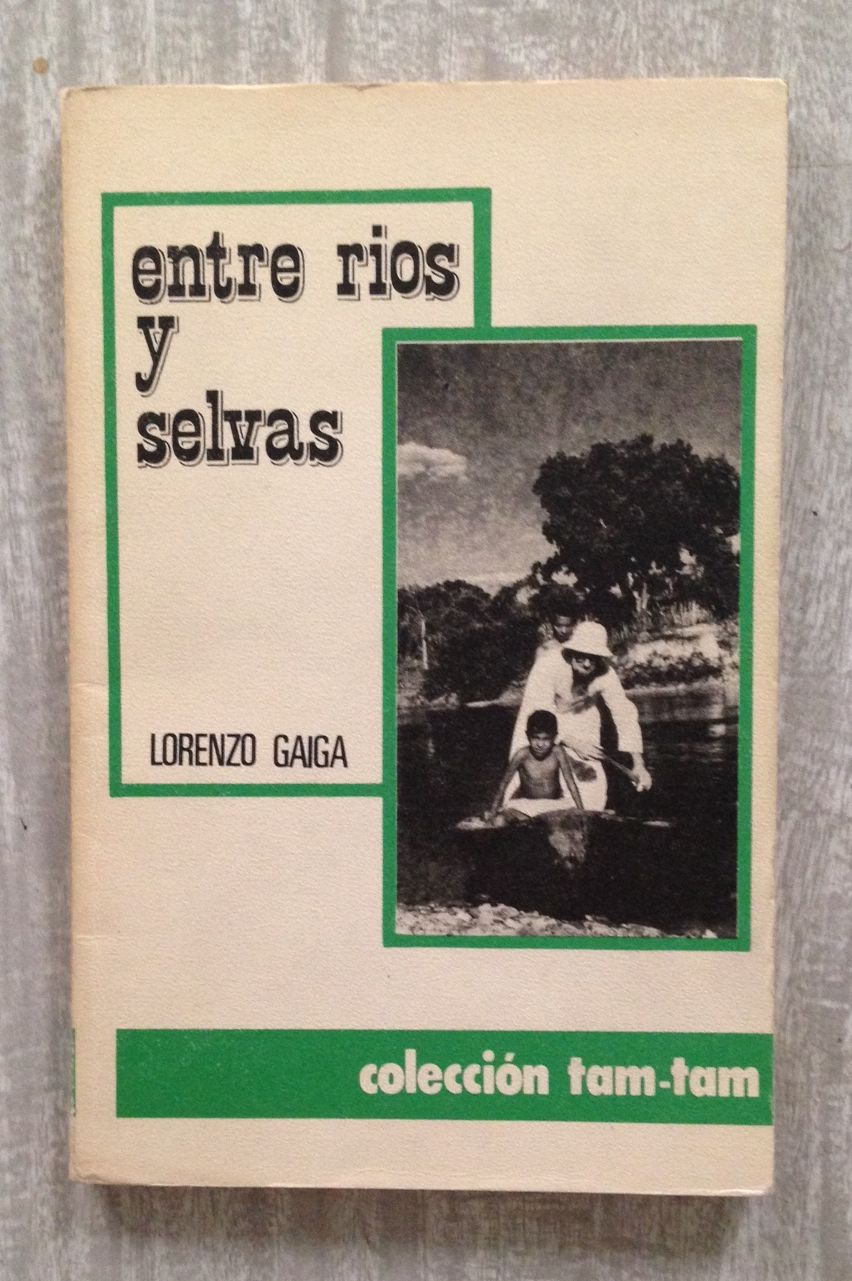 entre rios
y
selvas
LORENZO GAIGA
colección tam-tam